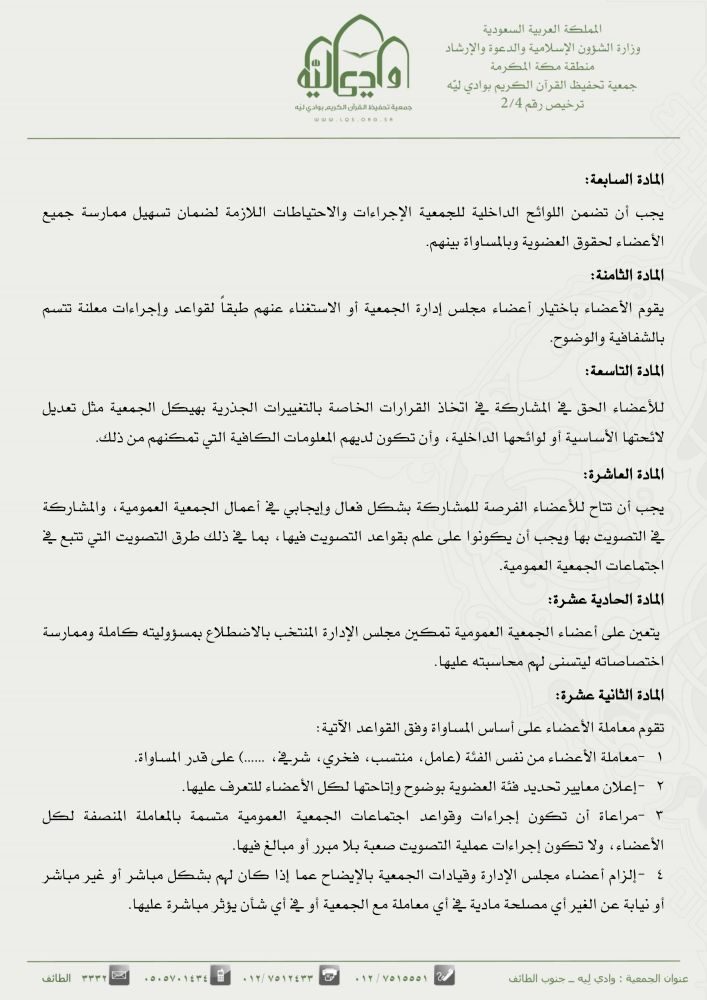 المملكة العربية السعودية
وزارة الشؤون الإسلامية والدعوة والإرشاد
منطقة مكة المكرمة
جمعية تحفيظ القرآن الكريم بوادي ليّه
ترخيص رقم 2/4
وادي ليّه
جمعية تحفيظ القرآن الكريم بوادي ليّه
WWW.LQS.ORG.SA
المادة السابعة:
يجب أن تضمن اللوائح الداخلية للجمعية الإجراءات والاحتياطات اللازمة لضمان تسهيل ممارسة جميع
الأعضاء لحقوق العضوية وبالمساواة بينهم.
المادة الثامنة:
يقوم الأعضاء باختيار أعضاء مجلس إدارة الجمعية أو الاستغناء عنهم طبقاً لقواعد وإجراءات معلنة تتسم
بالشفافية والوضوح.
المادة التاسعة:
للأعضاء الحق في المشاركة في اتخاذ القرارات الخاصة بالتغييرات الجذرية بهيكل الجمعية مثل تعديل
لائحتها الأساسية أو لوائحها الداخلية، وأن تكون لديهم المعلومات الكافية التي تمكنهم من ذلك.
المادة العاشرة:
يجب أن تتاح للأعضاء الفرصة للمشاركة بشكل فعال وإيجابي في أعمال الجمعية العمومية، والمشاركة
في التصويت بها ويجب أن يكونوا على علم بقواعد التصويت فيها، بما في ذلك طرق التصويت التي تتبع في
اجتماعات الجمعية العمومية.
المادة الحادية عشرة:
يتعين على أعضاء الجمعية العمومية تمكين مجلس الإدارة المنتخب بالاضطلاع بمسؤوليته كاملة وممارسة
اختصاصاته ليتسنى لهم محاسبته عليها.
المادة الثانية عشرة:
تقوم معاملة الأعضاء على أساس المساواة وفق القواعد الآتية:
١ -معاملة الأعضاء من نفس الفئة (عامل، منتسب، فخري، شرفي، ......) على قدر المساواة.
٢ -إعلان معايير تحديد فئة العضوية بوضوح وإتاحتها لكل الأعضاء للتعرف عليها.
٣ -مراعاة أن تكون إجراءات وقواعد اجتماعات الجمعية العمومية متسمة بالمعاملة المنصفة لكل
الأعضاء، ولا تكون إجراءات عملية التصويت صعبة بلا مبرر أو مبالغ فيها.
٤ -إلزام أعضاء مجلس الإدارة وقيادات الجمعية بالإيضاح عما إذا كان لهم بشكل مباشر أو غير مباشر
أو نيابة عن الغير أي مصلحة مادية في أي معاملة مع الجمعية أو في أي شأن يؤثر مباشرة عليها.
عنوان الجمعية : وادي ليه ــ جنوب الطائف ٠١٢ / ٧٥١٥٥٥١ ٠١٢/ ٧٥١٢٤٣٣ ٠٥٠٥٧٠١٤٣٤ ٣٣٣٢ الطائف